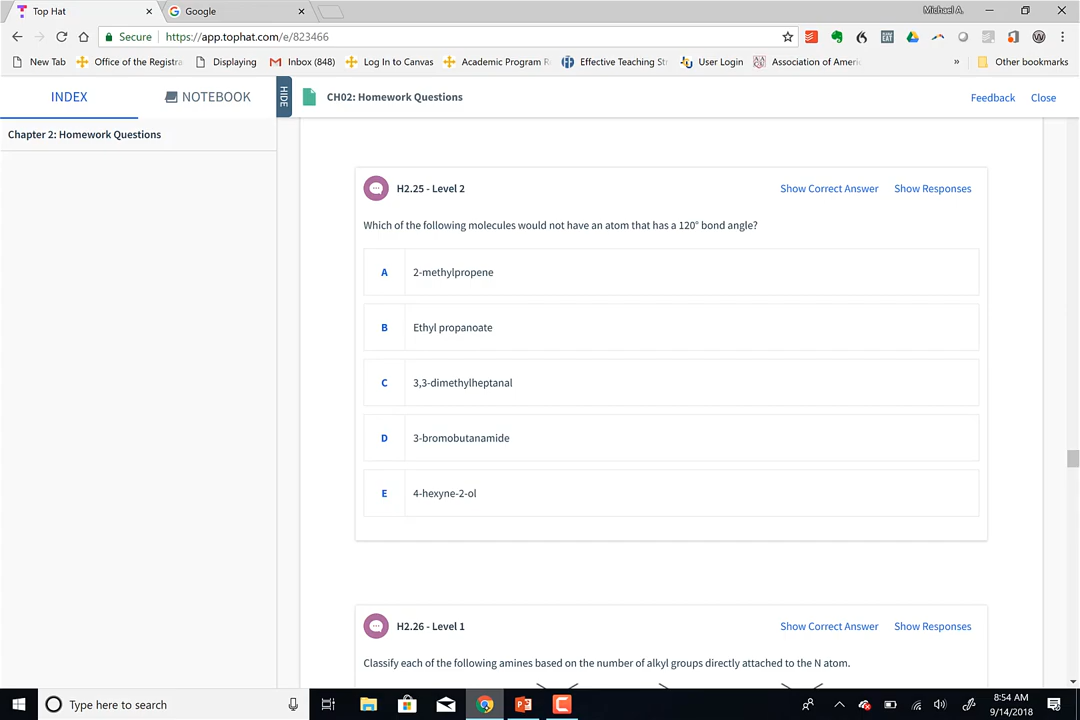 Top Hat
Google
Michael A.
Secure
https://app.tophat.com/e/823466
New Tab
Office of the Registra
Displaying
Inbox (848)
Log In to Canvas
Academic Program R
Effective Teaching Str
User Login
Association of Ameri
»
Other bookmarks
INDEX
NOTEBOOK
HIDE
CH02: Homework Questions
Feedback
Close
Chapter 2: Homework Questions
H2.25 - Level 2
Show Correct Answer
Show Responses
Which of the following molecules would not have an atom that has a 120° bond angle?
A 2-methylpropene
B Ethyl propanoate
C 3,3-dimethylheptanal
D 3-bromobutanamide
E 4-hexyne-2-ol
H2.26 - Level 1
Show Correct Answer
Show Responses
Classify each of the following amines based on the number of alkyl groups directly attached to the N atom.
Type here to search
8:54 AM
9/14/2018